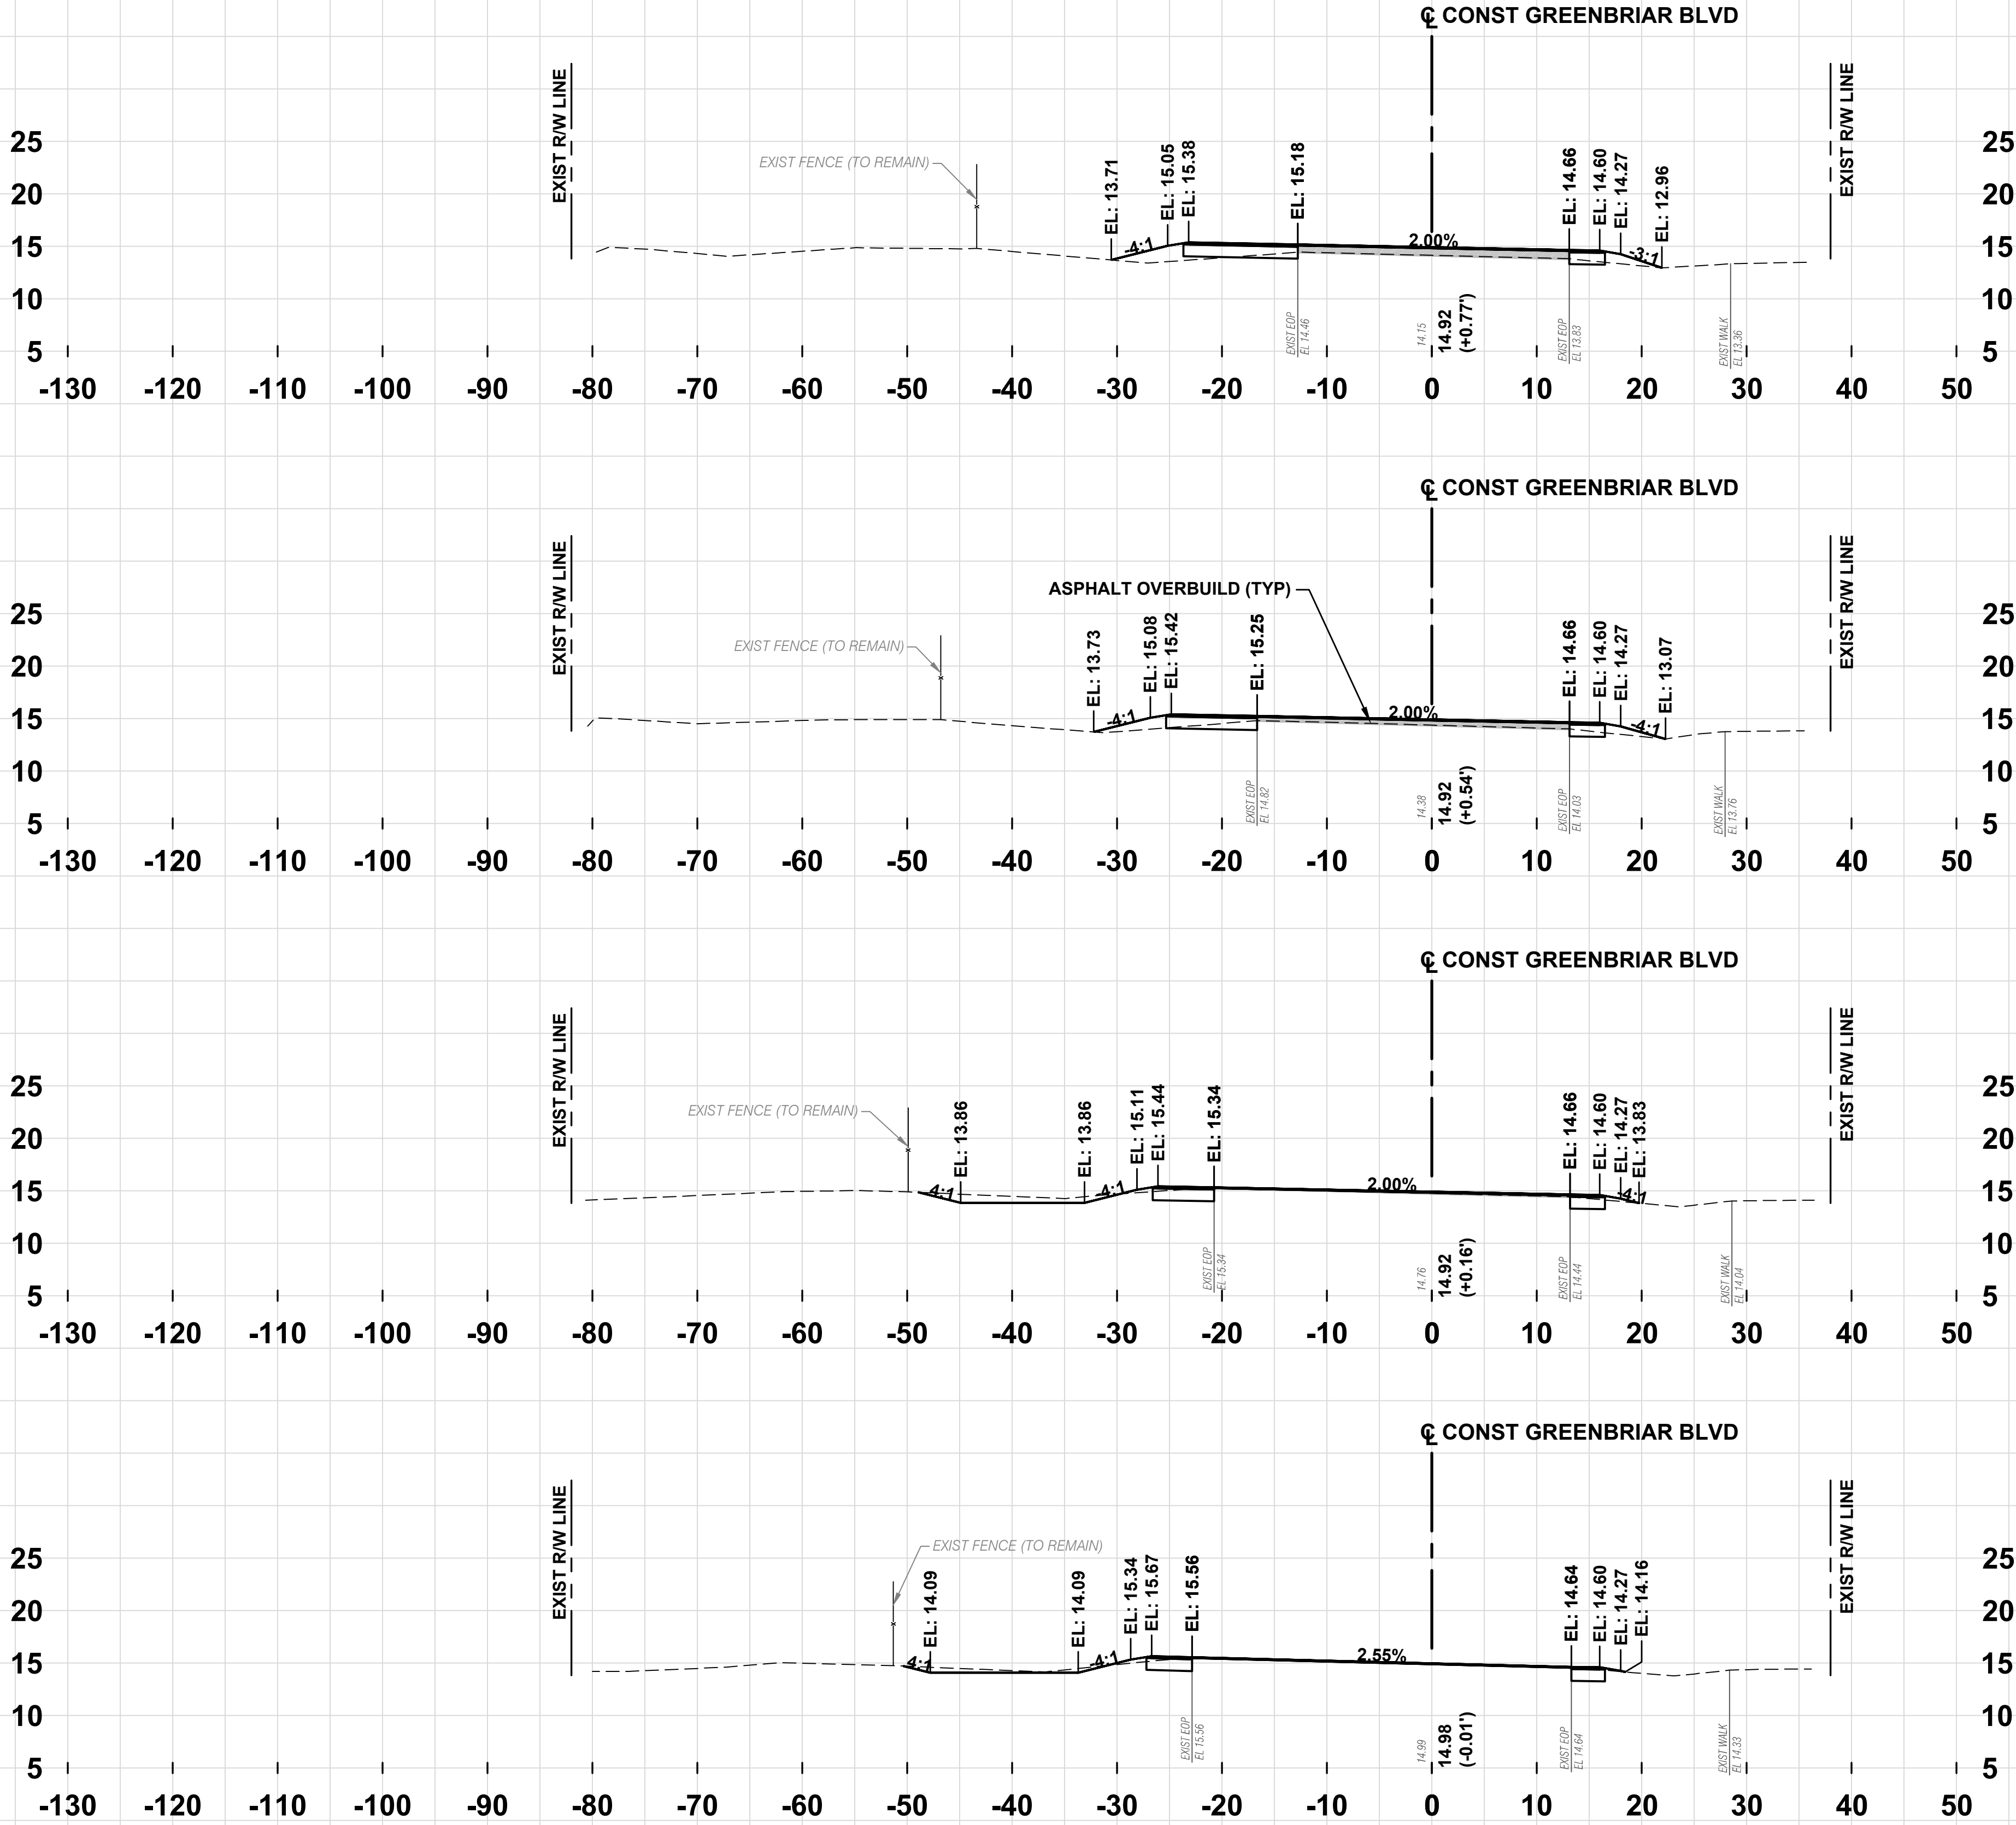 ℄ CONST GREENBRIAR BLVD
EXIST R/W LINE
EXIST R/W LINE
EXIST FENCE (TO REMAIN)
EL: 13.71
EL: 15.05
EL: 15.38
EL: 15.18
EL: 14.66
EL: 14.60
EL: 14.27
EL: 12.96
-4:1
2.00%
-3:1
25 25
20 20
15 15
10 10
5 5
EXIST EOP
EL 14.46
14.15
14.92
(+0.77')
EXIST EOP
EL 13.83
EXIST WALK
EL 13.36
-130 -120 -110 -100 -90 -80 -70 -60 -50 -40 -30 -20 -10 0 10 20 30 40 50
℄ CONST GREENBRIAR BLVD
EXIST R/W LINE
EXIST R/W LINE
ASPHALT OVERBUILD (TYP)
EXIST FENCE (TO REMAIN)
EL: 13.73
EL: 15.08
EL: 15.42
EL: 15.25
EL: 14.66
EL: 14.60
EL: 14.27
EL: 13.07
-4:1
2.00%
-4:1
25 25
20 20
15 15
10 10
5 5
EXIST EOP
EL 14.82
14.38
14.92
(+0.54')
EXIST EOP
EL 14.03
EXIST WALK
EL 13.76
-130 -120 -110 -100 -90 -80 -70 -60 -50 -40 -30 -20 -10 0 10 20 30 40 50
℄ CONST GREENBRIAR BLVD
EXIST R/W LINE
EXIST R/W LINE
EXIST FENCE (TO REMAIN)
EL: 13.86
EL: 13.86
EL: 15.11
EL: 15.44
EL: 15.34
EL: 14.66
EL: 14.60
EL: 14.27
EL: 13.83
4:1
-4:1
2.00%
-4:1
25 25
20 20
15 15
10 10
5 5
EXIST EOP
EL 15.34
14.76
14.92
(+0.16')
EXIST EOP
EL 14.44
EXIST WALK
EL 14.04
-130 -120 -110 -100 -90 -80 -70 -60 -50 -40 -30 -20 -10 0 10 20 30 40 50
℄ CONST GREENBRIAR BLVD
EXIST R/W LINE
EXIST R/W LINE
EXIST FENCE (TO REMAIN)
EL: 14.09
EL: 14.09
EL: 15.34
EL: 15.67
EL: 15.56
EL: 14.64
EL: 14.60
EL: 14.27
EL: 14.16
4:1
-4:1
2.55%
25 25
20 20
15 15
10 10
5 5
EXIST EOP
EL 15.56
14.99
14.98
(-0.01')
EXIST EOP
EL 14.64
EXIST WALK
EL 14.33
-130 -120 -110 -100 -90 -80 -70 -60 -50 -40 -30 -20 -10 0 10 20 30 40 50